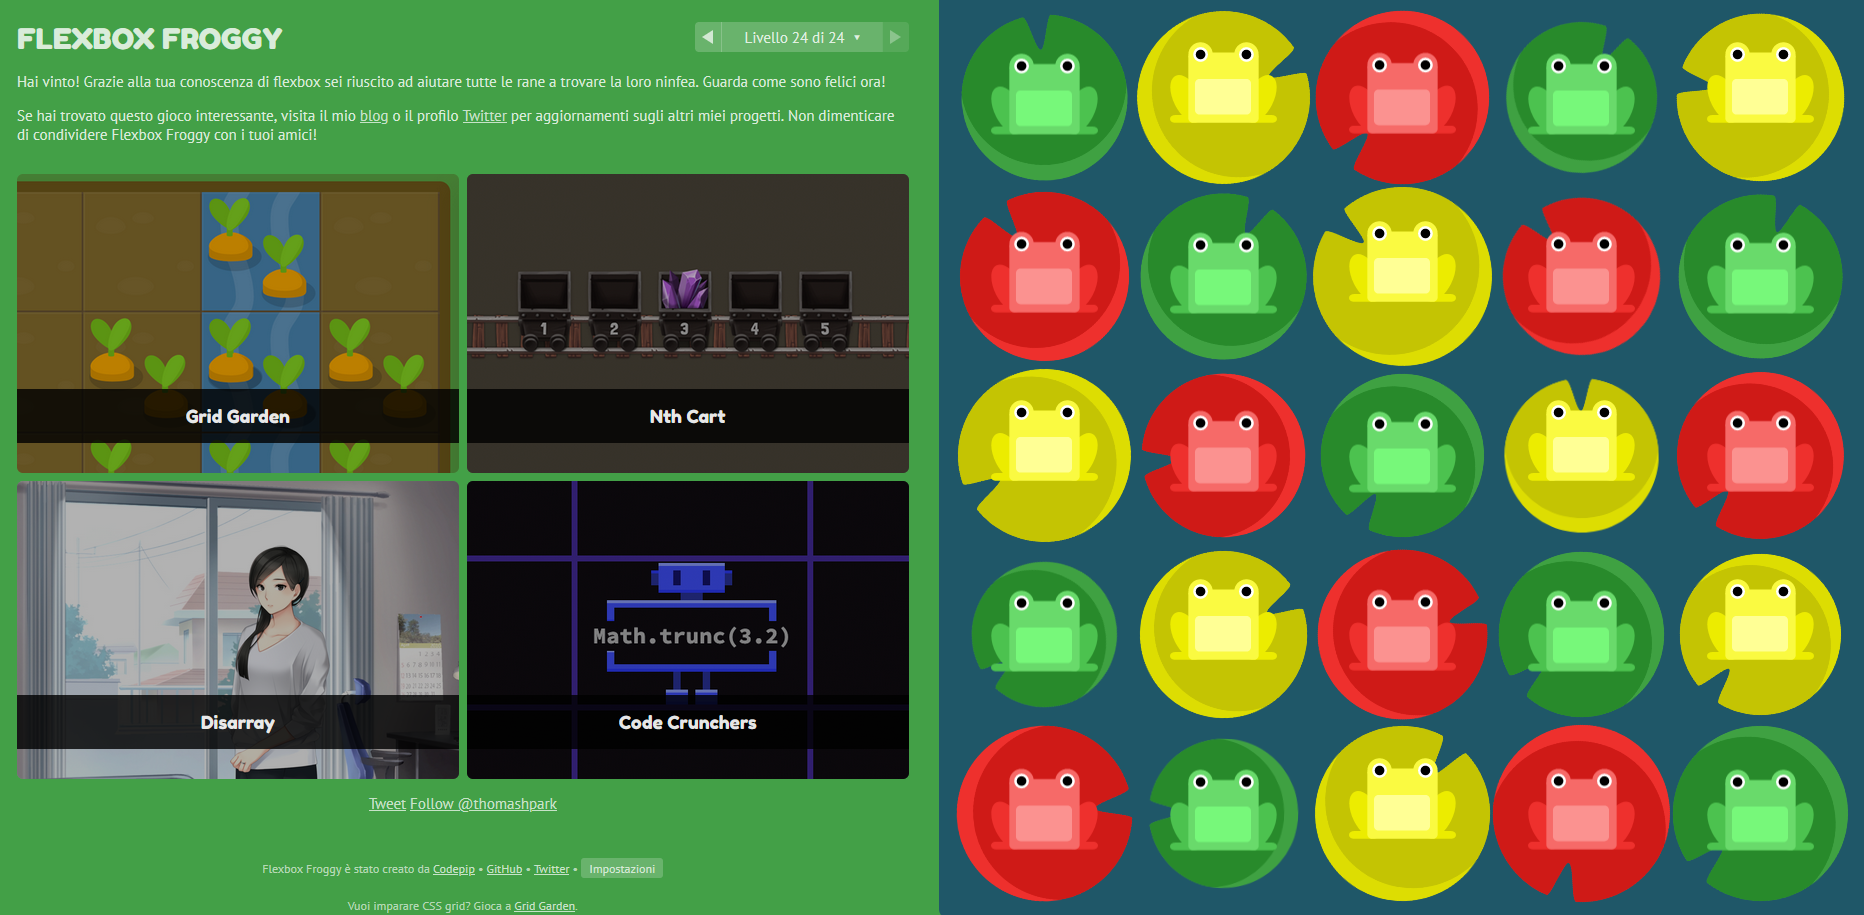 FLEXBOX FROGGY
Livello 24 di 24
Hai vinto! Grazie alla tua conoscenza di flexbox sei riuscito ad aiutare tutte le rane a trovare la loro ninfea. Guarda come sono felici ora!
Se hai trovato questo gioco interessante, visita il mio blog o il profilo Twitter per aggiornamenti sugli altri miei progetti. Non dimenticare
di condividere Flexbox Froggy con i tuoi amici!
1 2 3 4 5
Grid Garden
Nth Cart
Math.trunc(3.2)
Disarray
Code Crunchers
Tweet Follow @thomashpark
Flexbox Froggy è stato creato da Codepip • GitHub • Twitter • Impostazioni
Vuoi imparare CSS grid? Gioca a Grid Garden.